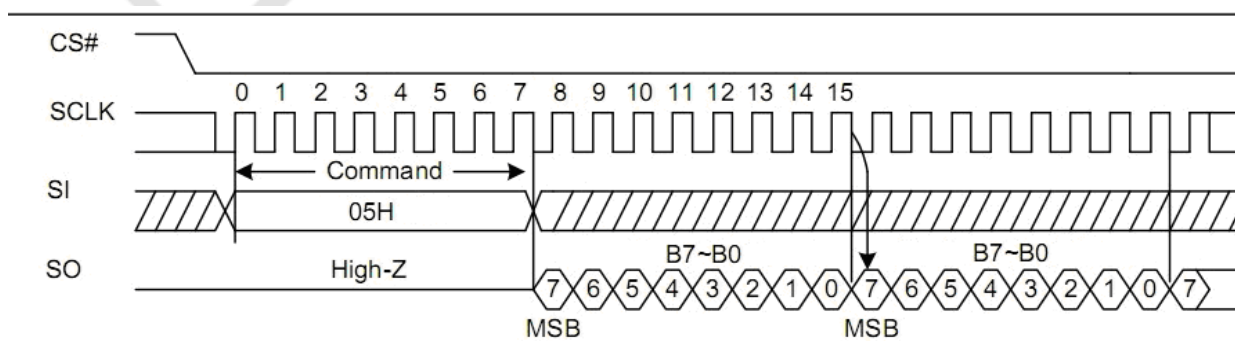 CS#
0 1 2 3 4 5 6 7 8 9 10 11 12 13 14 15
SCLK
Command
SI
05H
B7~B0 B7~B0
SO High-Z
7 6 5 4 3 2 1 0 7 6 5 4 3 2 1 0 7
MSB MSB